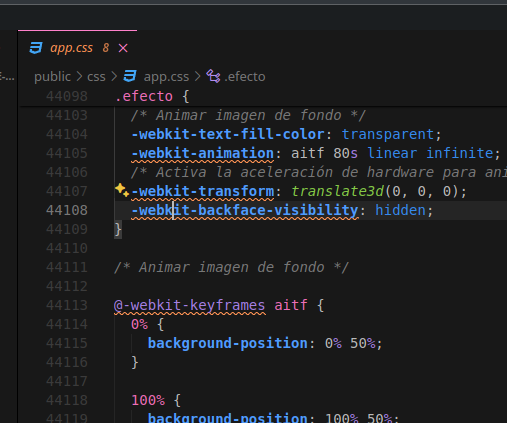 app.css 8
public > css > app.css > .efecto
44098 .efecto {
44103 /* Animar imagen de fondo */
44104 -webkit-text-fill-color: transparent;
44105 -webkit-animation: aitf 80s linear infinite;
44106 /* Activa la aceleración de hardware para ani
44107 -webkit-transform: translate3d(0, 0, 0);
44108 -webkit-backface-visibility: hidden;
44109 }
44110
44111 /* Animar imagen de fondo */
44112
44113 @-webkit-keyframes aitf {
44114 0% {
44115 background-position: 0% 50%;
44116 }
44117
44118 100% {
44119 background-position: 100% 50%;